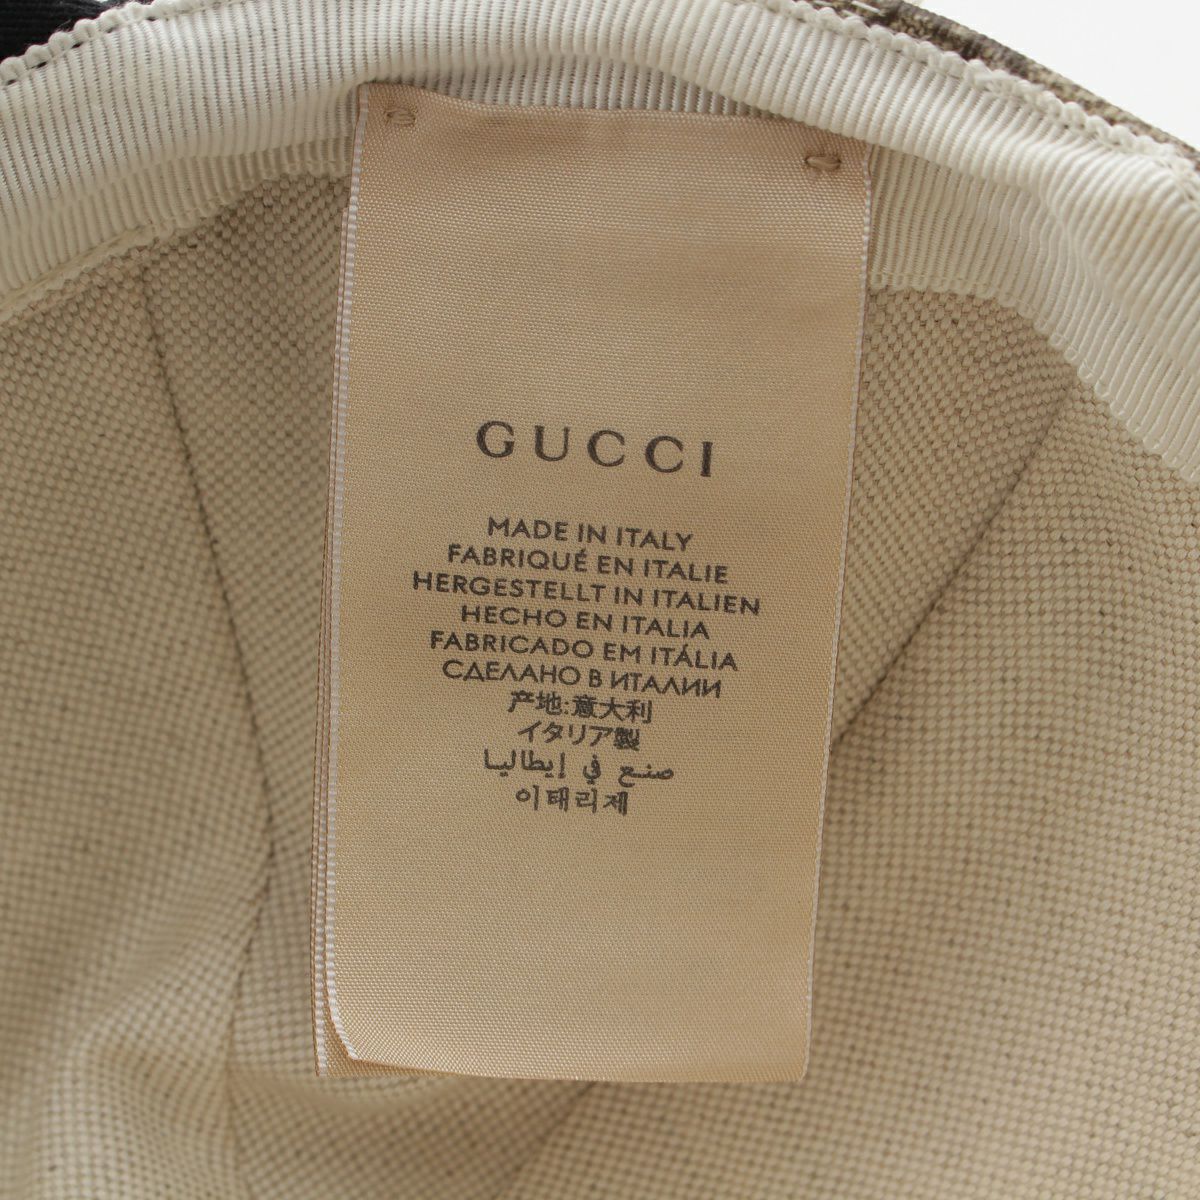 GUCCI
MADE IN ITALY
FABRIQUÉ EN ITALIE
HERGESTELLT IN ITALIEN
HECHO EN ITALIA
FABRICADO EM ITÁLIA
СДЕЛАНО В ИТАЛИИ
产地:意大利
イタリア製
صنع في إيطاليا
이태리제